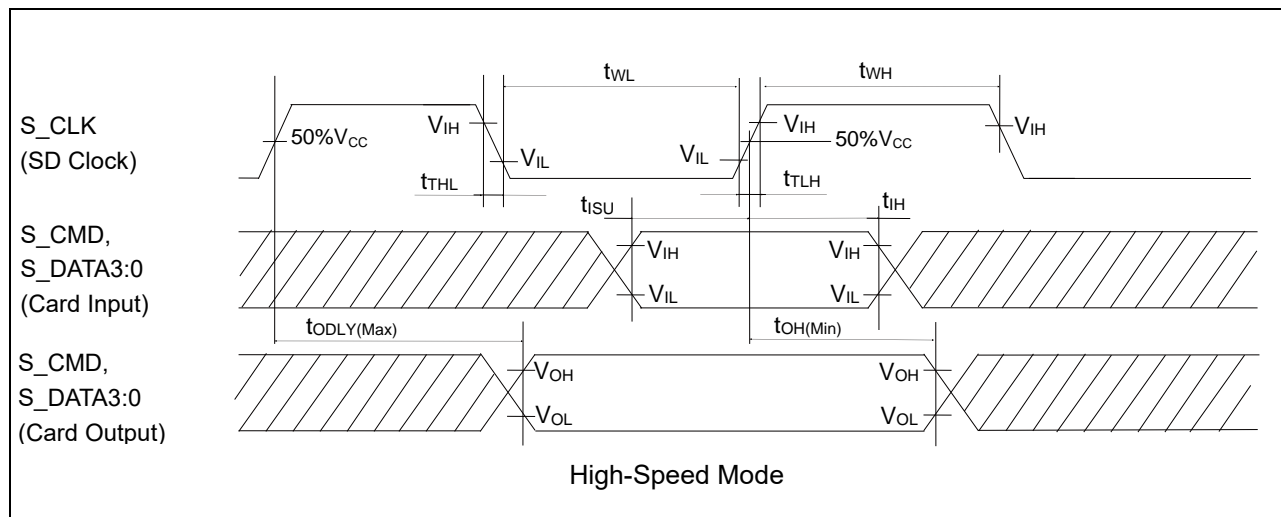 tWL tWH
S_CLK
(SD Clock)
50%VCC VIH VIL VIL VIH 50%VCC VIH
tTHL tTLH
tISU tIH
S_CMD,
S_DATA3:0
(Card Input)
VIH VIH
VIL VIL
tODLY(Max) tOH(Min)
S_CMD,
S_DATA3:0
(Card Output)
VOH VOH
VOL VOL
High-Speed Mode